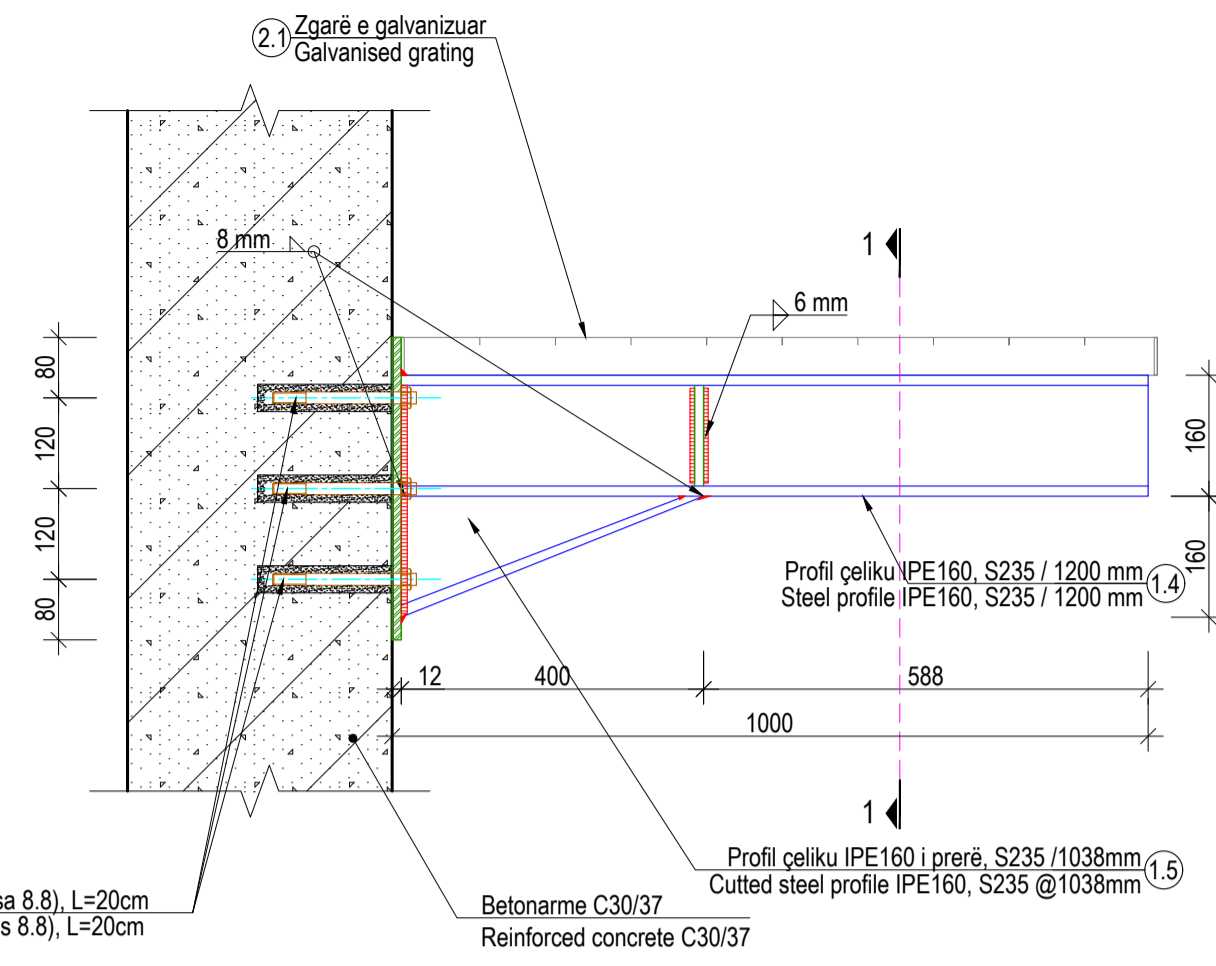 2.1
Zgarë e galvanizuar
Galvanised grating
8 mm
6 mm
1
80
120
120
80
160
160
Profil çeliku IPE160, S235 / 1200 mm
Steel profile IPE160, S235 / 1200 mm
1.4
12
400
588
1000
1
Profil çeliku IPE160 i prerë, S235 /1038mm
Cutted steel profile IPE160, S235 @1038mm
1.5
8.8), L=20cm
8.8), L=20cm
Betonarme C30/37
Reinforced concrete C30/37